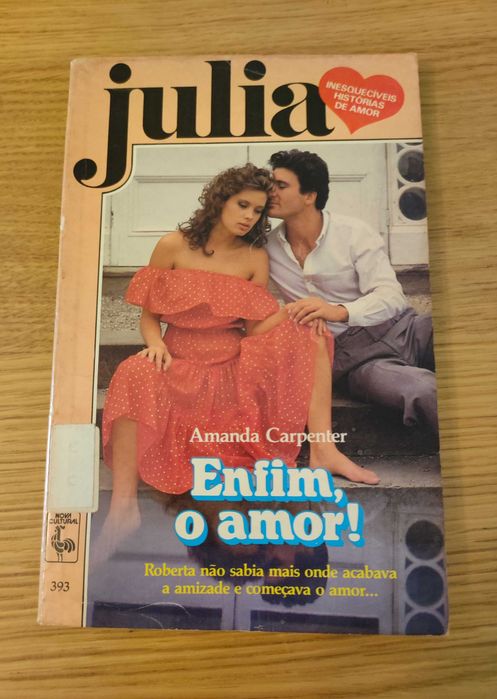 julia
INESQUECÍVEIS
HISTÓRIAS
DE AMOR
Amanda Carpenter
Enfim,
o amor!
Roberta não sabia mais onde acabava
a amizade e começava o amor...
NOVA
CULTURAL
393